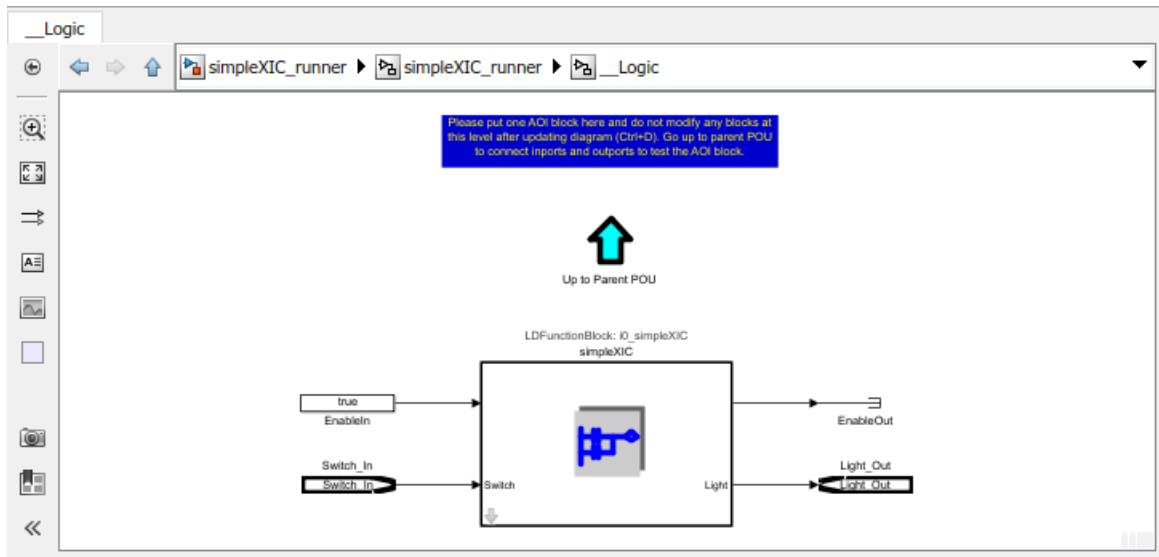 __Logic
simpleXIC_runner simpleXIC_runner __Logic
Please put one AOI block here and do not modify any blocks at
this level after updating diagram (Ctrl+D). Go up to parent POU
to connect inports and outports to test the AOI block.
Up to Parent POU
LDFunctionBlock: i0_simpleXIC
simpleXIC
true
EnableIn
EnableOut
Switch_In
Switch_In
Switch
Light
Light_Out
Light_Out